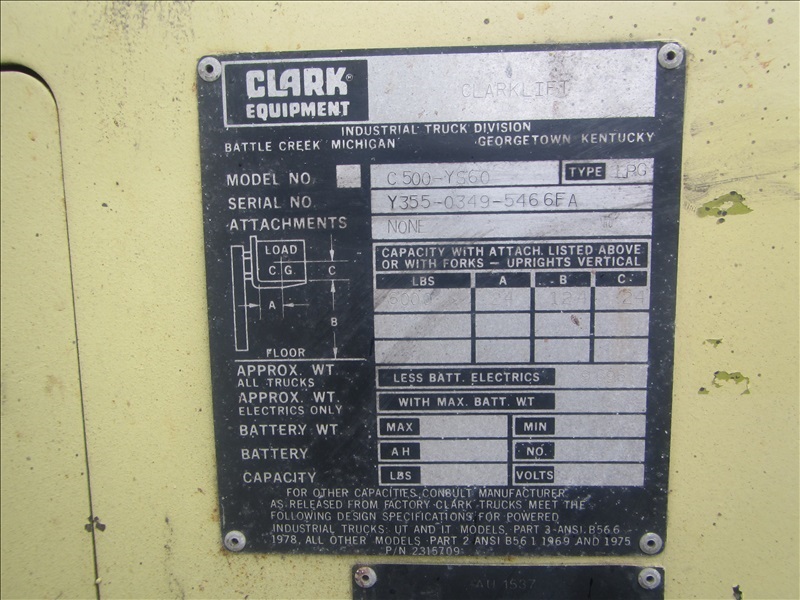 CLARK®
EQUIPMENT
CLARKLIFT
INDUSTRIAL TRUCK DIVISION
BATTLE CREEK MICHIGAN GEORGETOWN KENTUCKY
MODEL NO C500-YS60 TYPE LPG
SERIAL NO. Y355-0349-5466FA
ATTACHMENTS NONE
LOAD
C G C
A
B
FLOOR
CAPACITY WITH ATTACH. LISTED ABOVE
OR WITH FORKS - UPRIGHTS VERTICAL
LBS A B C
24 124 24
APPROX. WT. LESS BATT. ELECTRICS
ALL TRUCKS
APPROX. WT. WITH MAX. BATT. WT
ELECTRICS ONLY
BATTERY WT. MAX MIN
BATTERY AH NO.
CAPACITY LBS VOLTS
FOR OTHER CAPACITIES, CONSULT MANUFACTURER
AS RELEASED FROM FACTORY CLARK TRUCKS MEET THE
FOLLOWING DESIGN SPECIFICATIONS, FOR POWERED
INDUSTRIAL TRUCKS: UT AND IT MODELS, PART 3-ANSI. B56.6
1978, ALL OTHER MODELS PART 2 ANSI B56.1 1969 AND 1975
P/N 2315709
1537